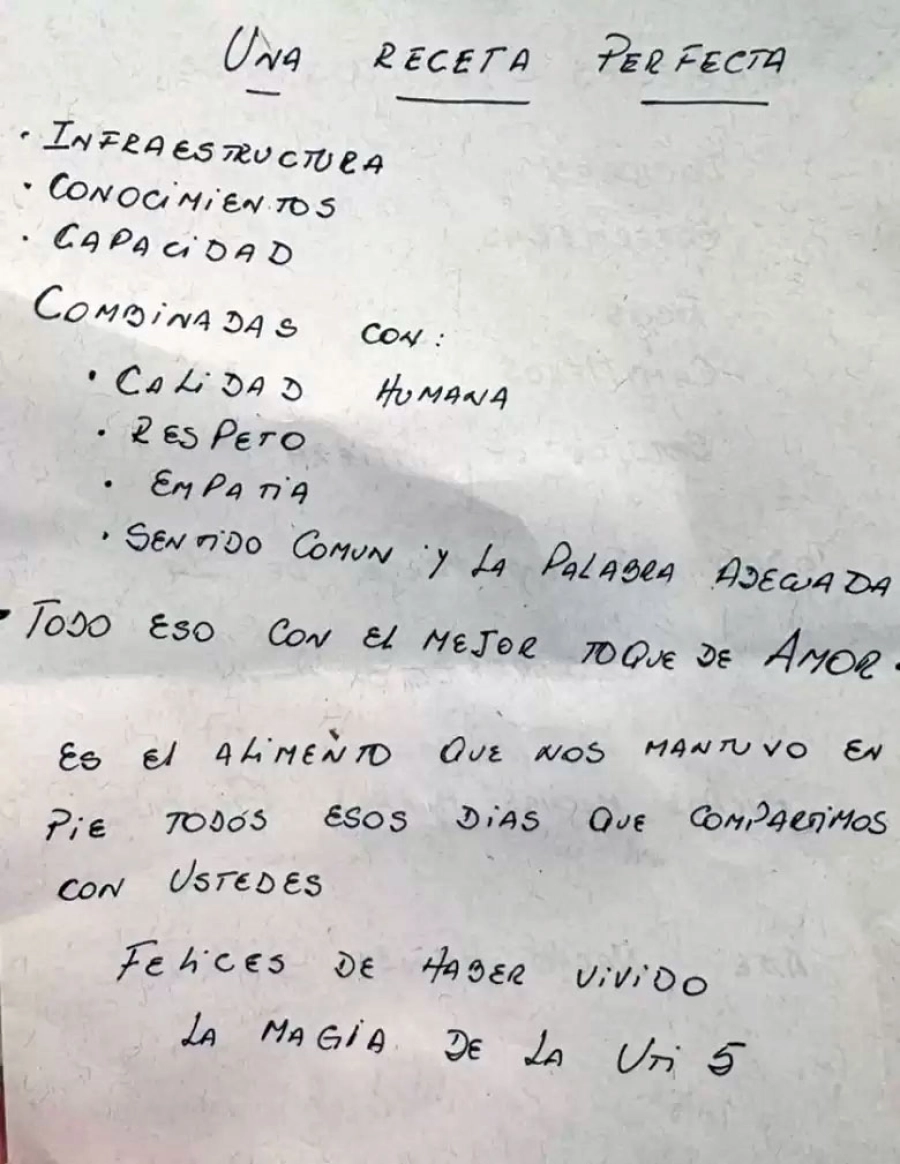 UNA RECETA PERFECTA
· INFRAESTRUCTURA
· CONOCIMIENTOS
· CAPACIDAD
COMBINADAS CON:
· CALIDAD HUMANA
· RESPETO
· EMPATIA
· SENTIDO COMUN Y LA PALABRA ADECUADA
· TODO ESO CON EL MEJOR TOQUE DE AMOR.
ES El ALIMENTO QUE NOS MANTUVO EN
PIE TODOS ESOS DIAS QUE COMPARTIMOS
CON USTEDES
FELICES DE HABER VIVIDO
LA MAGIA DE LA UTI 5